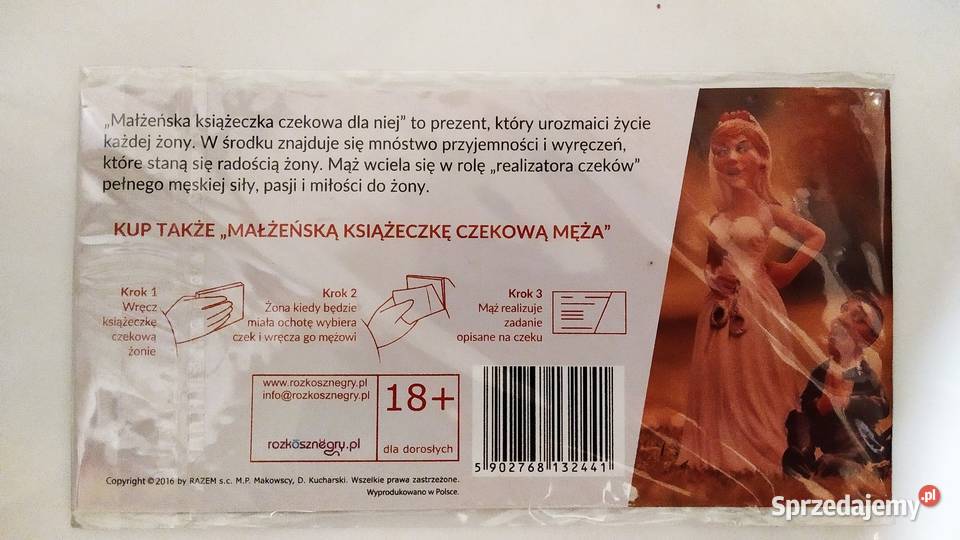 „Małżeńska książeczka czekowa dla niej” to prezent, który urozmaici życie
każdej żony. W środku znajduje się mnóstwo przyjemności i wyręczeń,
które staną się radością żony. Mąż wciela się w rolę „realizatora czeków”
pełnego męskiej siły, pasji i miłości do żony.
KUP TAKŻE „MAŁŻEŃSKĄ KSIĄŻECZKĘ CZEKOWĄ MĘŻA”
Krok 1
Wręcz
książeczkę
czekową
żonie
Krok 2
Żona kiedy będzie
miała ochotę wybiera
czek i wręcza go mężowi
Krok 3
Mąż realizuje
zadanie
opisane na czeku
www.rozkosznegry.pl
info@rozkosznegry.pl
rozkosznegry.pl
18+
dla dorosłych
5 902768 132441
Copyright © 2016 by RAZEM s.c. M.P. Makowscy, D. Kucharski. Wszelkie prawa zastrzeżone.
Wyprodukowano w Polsce.
Sprzedajemy.pl